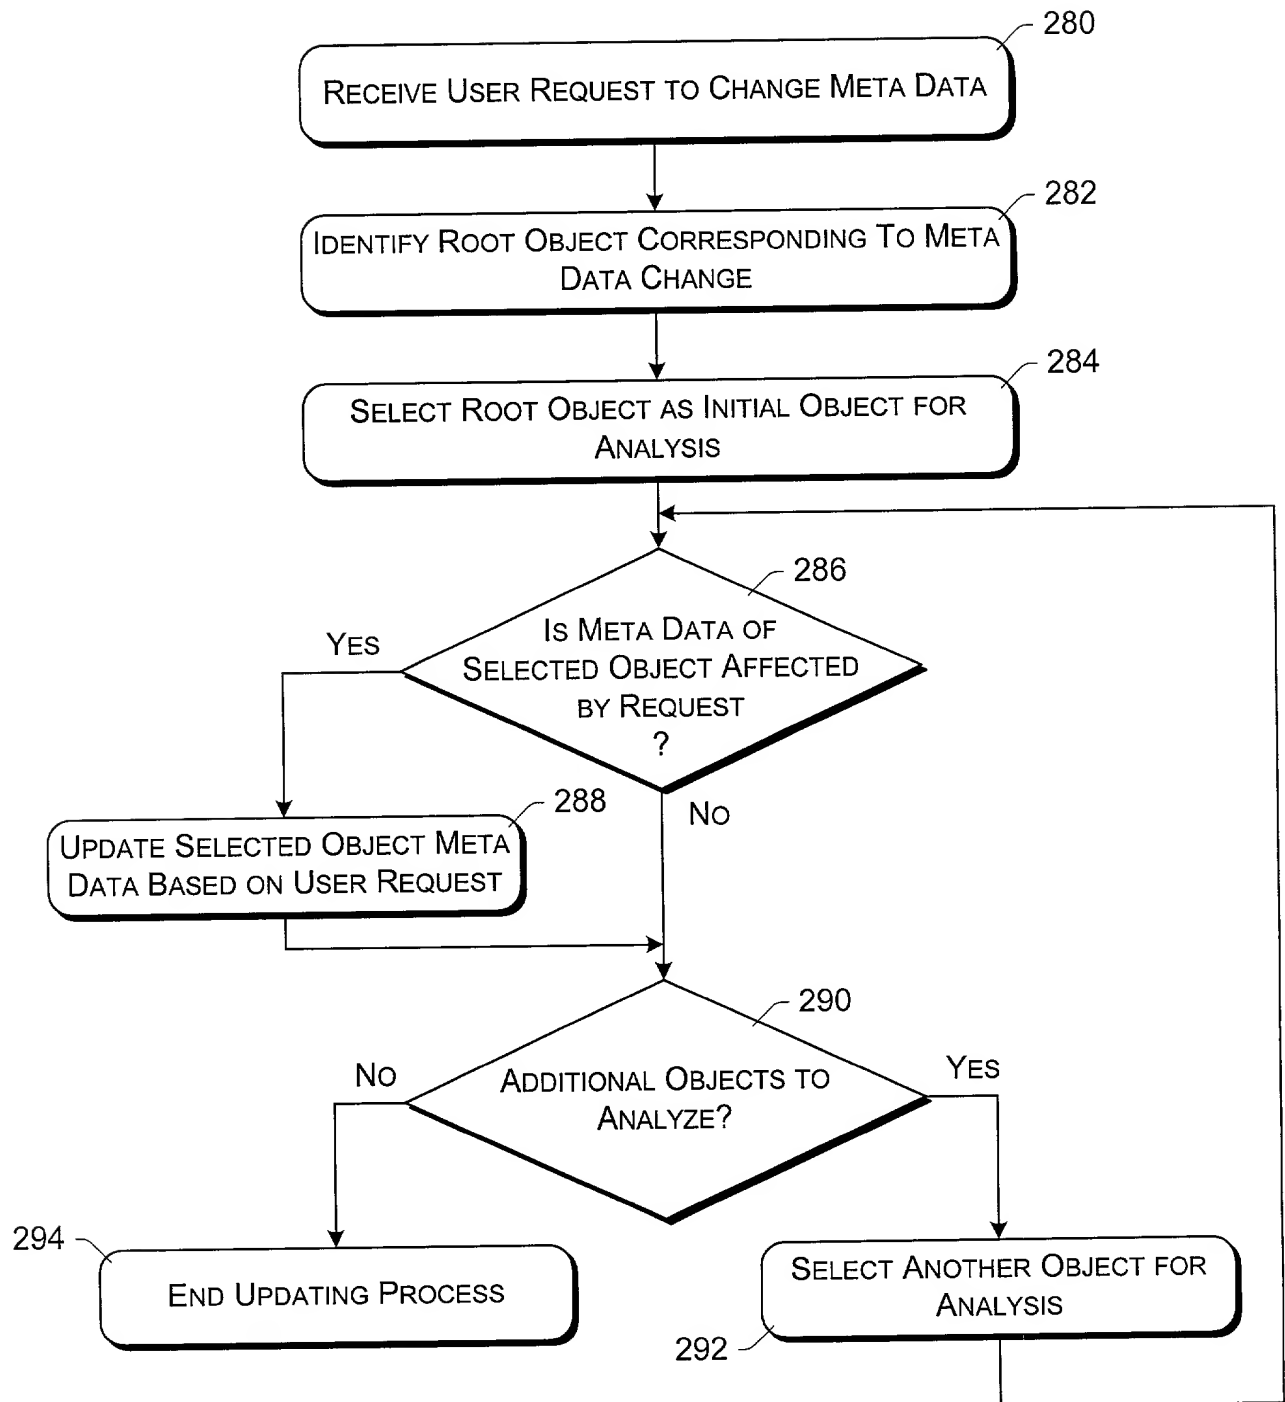 280
RECEIVE USER REQUEST TO CHANGE META DATA
282
IDENTIFY ROOT OBJECT CORRESPONDING TO META
DATA CHANGE
284
SELECT ROOT OBJECT AS INITIAL OBJECT FOR
ANALYSIS
286
YES
IS META DATA OF
SELECTED OBJECT AFFECTED
BY REQUEST
?
288
NO
UPDATE SELECTED OBJECT META
DATA BASED ON USER REQUEST
290
NO
YES
ADDITIONAL OBJECTS TO
ANALYZE?
294
END UPDATING PROCESS
SELECT ANOTHER OBJECT FOR
ANALYSIS
292